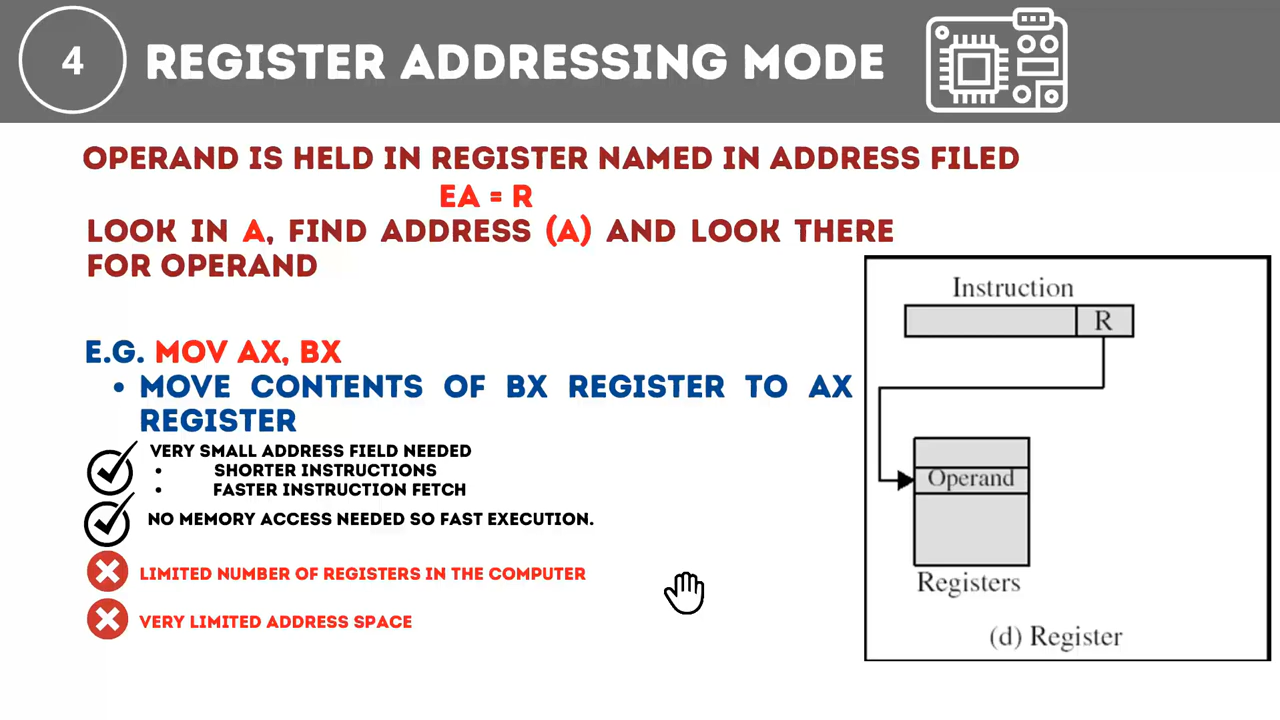 4
REGISTER ADDRESSING MODE
OPERAND IS HELD IN REGISTER NAMED IN ADDRESS FILED
EA = R
LOOK IN A, FIND ADDRESS (A) AND LOOK THERE
FOR OPERAND
E.G. MOV AX, BX
• MOVE CONTENTS OF BX REGISTER TO AX
REGISTER
VERY SMALL ADDRESS FIELD NEEDED
• SHORTER INSTRUCTIONS
• FASTER INSTRUCTION FETCH
NO MEMORY ACCESS NEEDED SO FAST EXECUTION.
LIMITED NUMBER OF REGISTERS IN THE COMPUTER
VERY LIMITED ADDRESS SPACE
Instruction
R
Operand
Registers
(d) Register